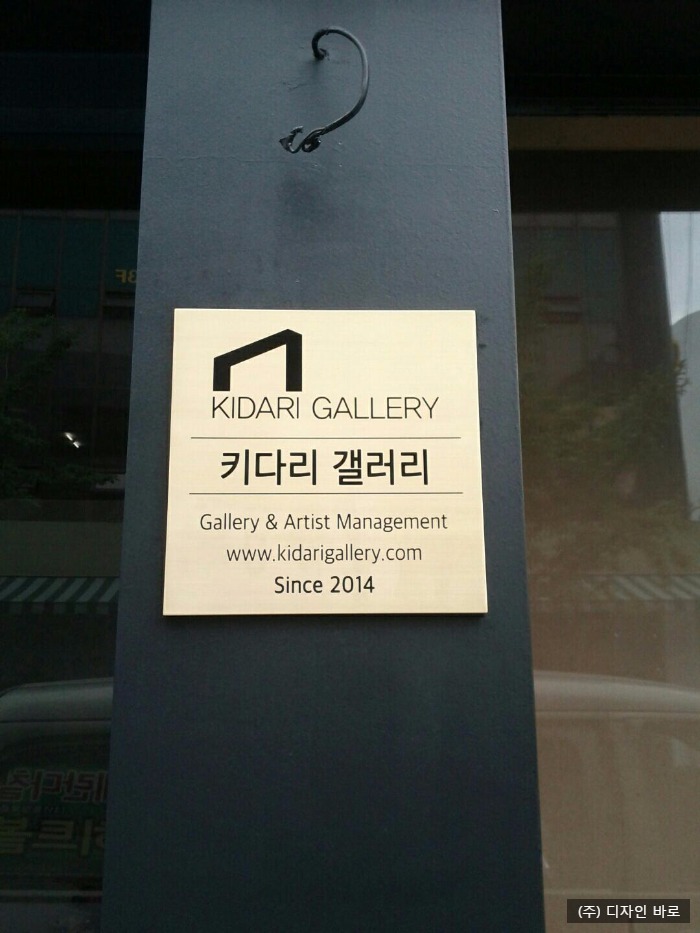 KIDARI GALLERY
키다리 갤러리
Gallery & Artist Management
www.kidarigallery.com
Since 2014
3F
(주) 디자인 바로